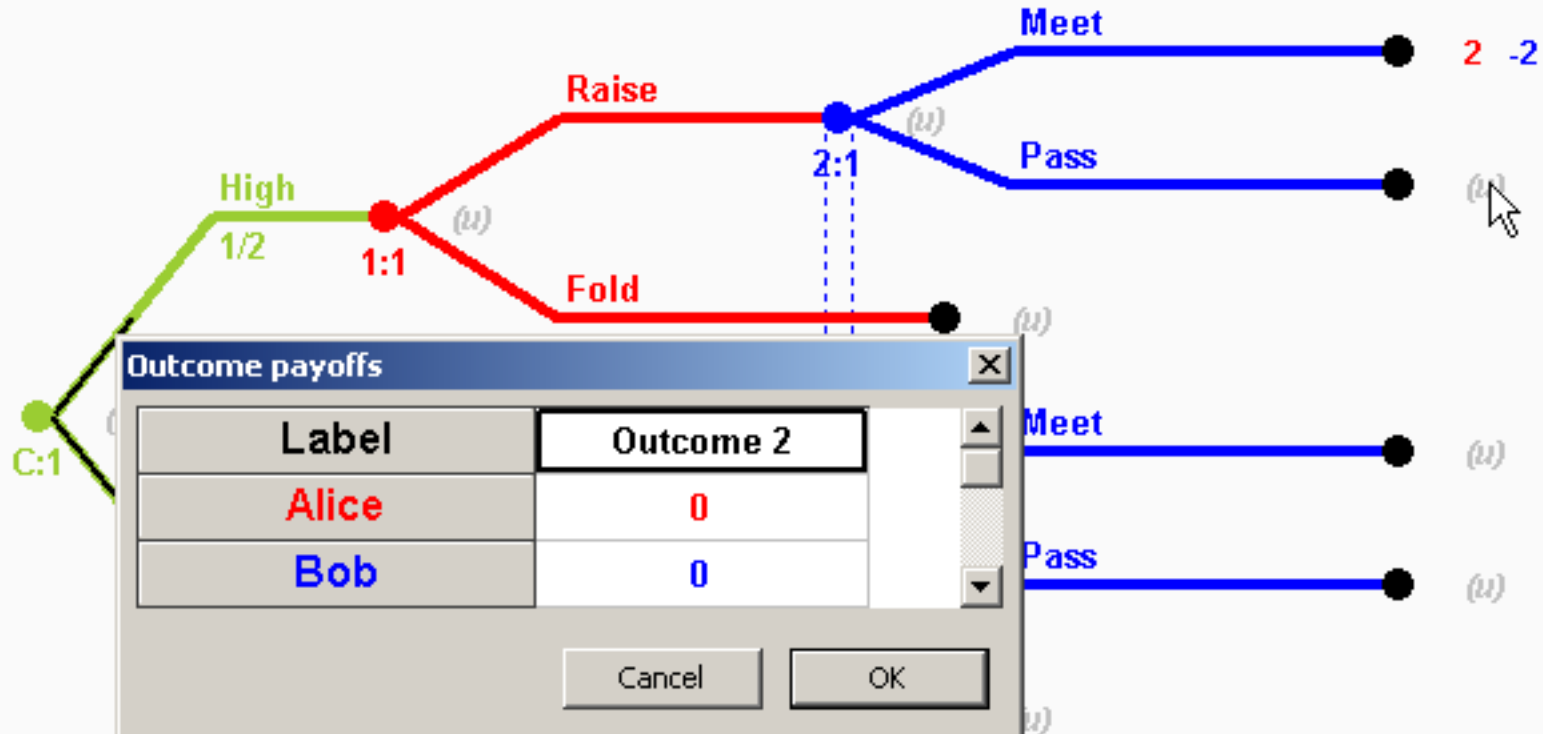 Meet
2 -2
Raise
(u)
2:1
Pass
(u)
High
1/2
(u)
1:1
Fold
(u)
Outcome payoffs
Label Outcome 2
Alice 0
Bob 0
Cancel OK
C:1
Meet
(u)
Pass
(u)
u)